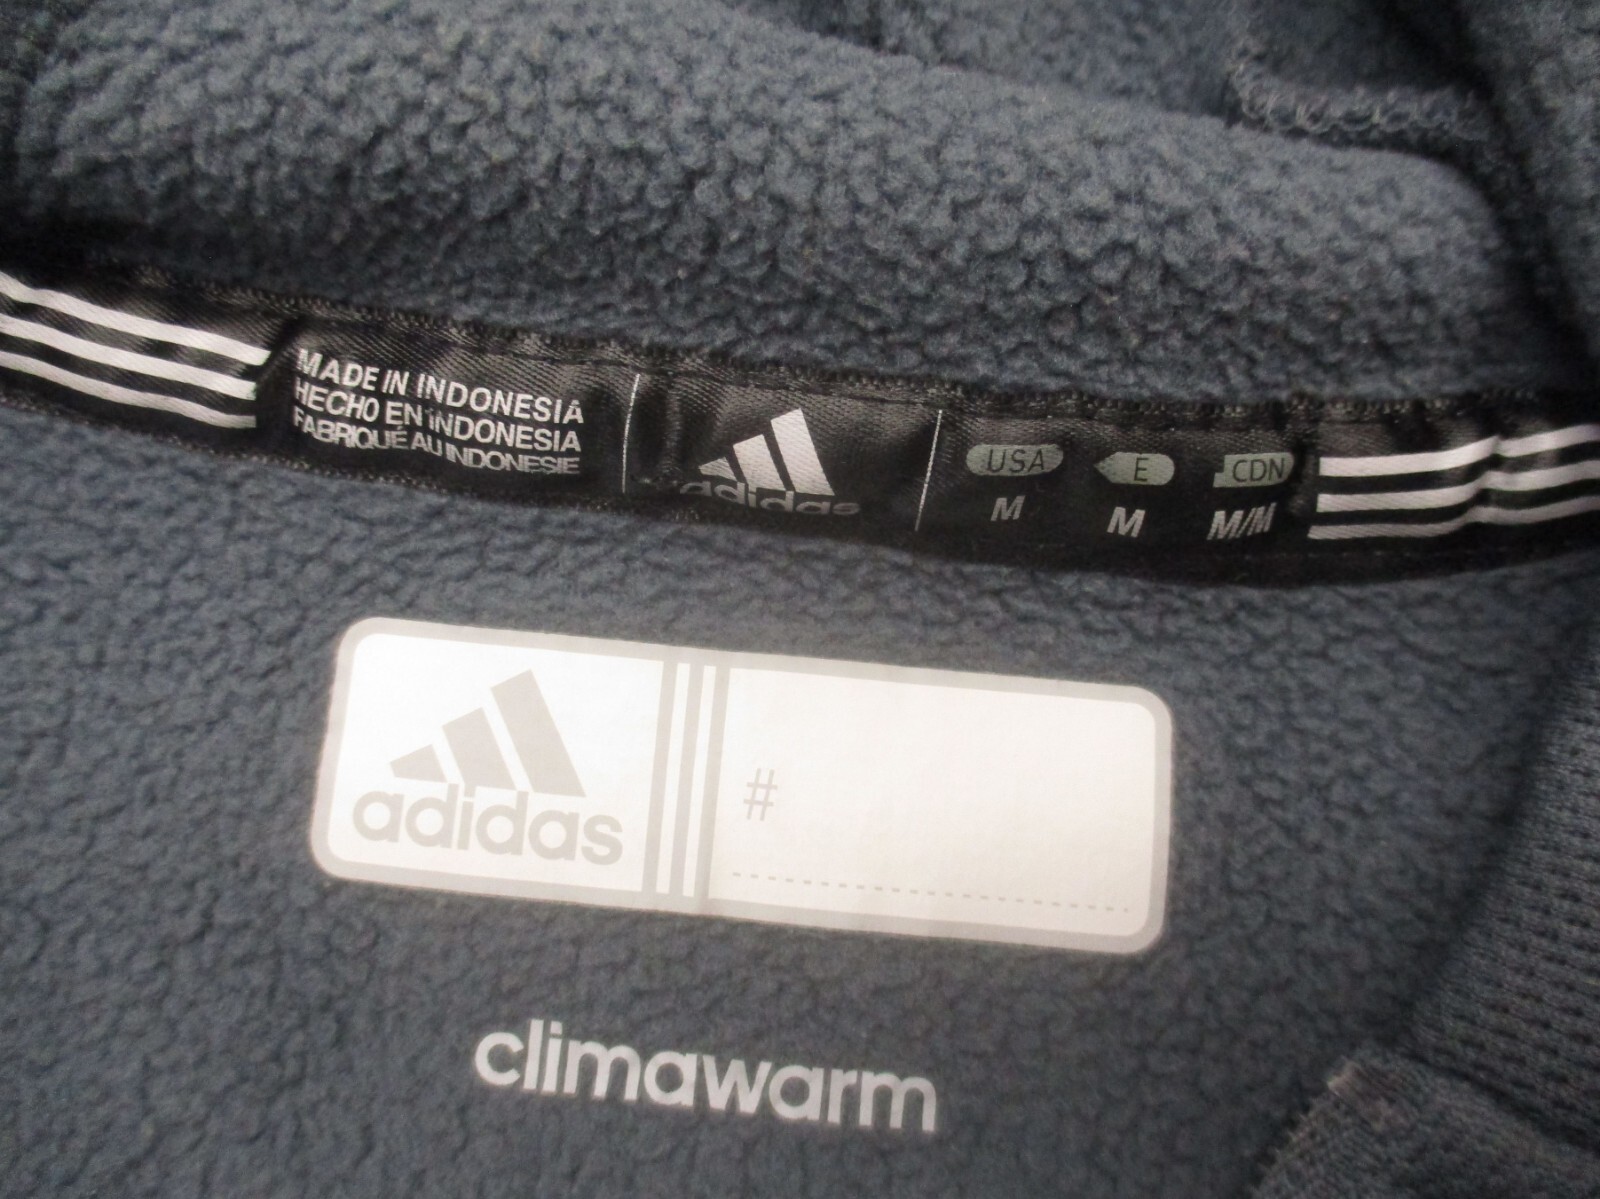 MADE IN INDONESIA
HECHO EN INDONESIA
FABRIQUÉ AU INDONESIE
adidas
USA E CDN
M M M/M
adidas
#
climawarm